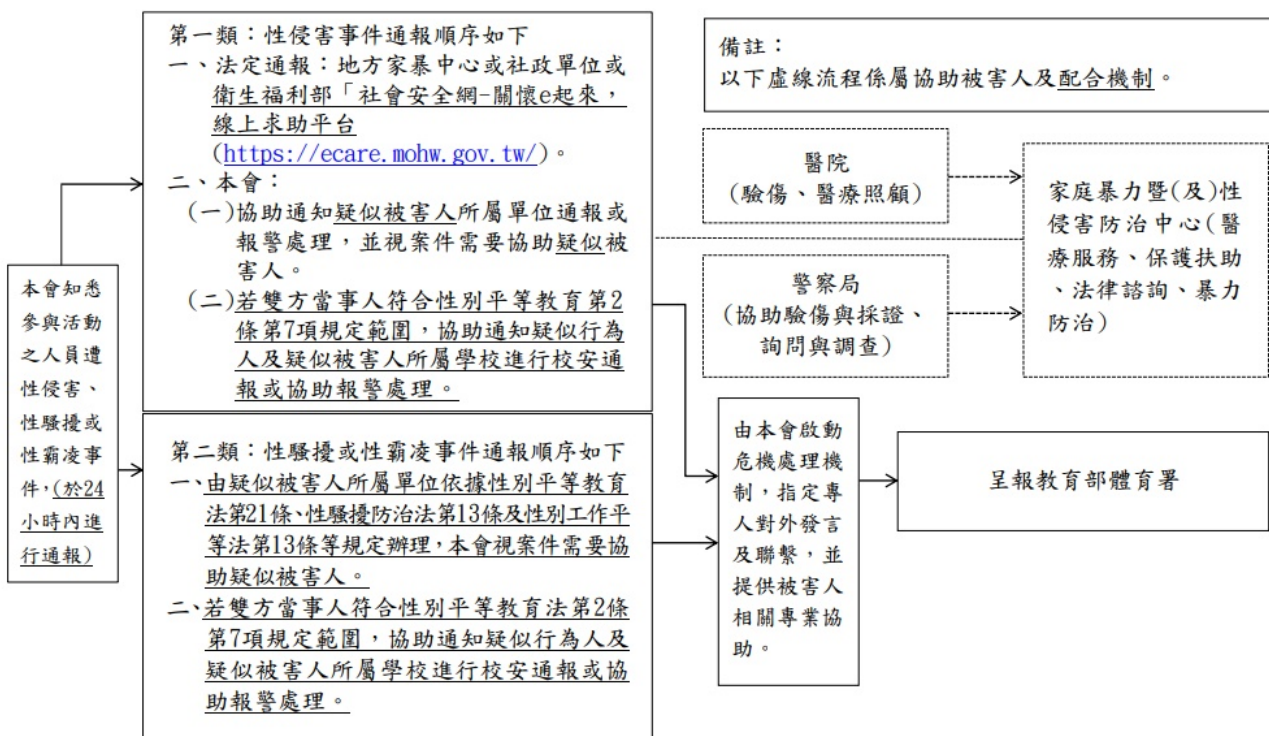 本會知悉
參與活動
之人員遭
性侵害、
性騷擾或
性霸凌事
件,(於24
小時內進
行通報)
第一類:性侵害事件通報順序如下
一、法定通報:地方家暴中心或社政單位或
衛生福利部「社會安全網-關懷e起來,
線上求助平台
(https://ecare.mohw.gov.tw/)。
二、本會:
(一)協助通知疑似被害人所屬單位通報或
報警處理,並視案件需要協助疑似被
害人。
(二)若雙方當事人符合性別平等教育第2
條第7項規定範圍,協助通知疑似行為
人及疑似被害人所屬學校進行校安通
報或協助報警處理。
第二類:性騷擾或性霸凌事件通報順序如下
一、由疑似被害人所屬單位依據性別平等教育
法第21條、性騷擾防治法第13條及性別工作平
等法第13條等規定辦理,本會視案件需要協
助疑似被害人。
二、若雙方當事人符合性別平等教育法第2條
第7項規定範圍,協助通知疑似行為人及
疑似被害人所屬學校進行校安通報或協
助報警處理。
備註:
以下虛線流程係屬協助被害人及配合機制。
醫院
(驗傷、醫療照顧)
警察局
(協助驗傷與採證、
詢問與調查)
家庭暴力暨(及)性
侵害防治中心(醫
療服務、保護扶助
、法律諮詢、暴力
防治)
由本會啟動
危機處理機
制,指定專
人對外發言
及聯繫,並
提供被害人
相關專業協
助。
呈報教育部體育署